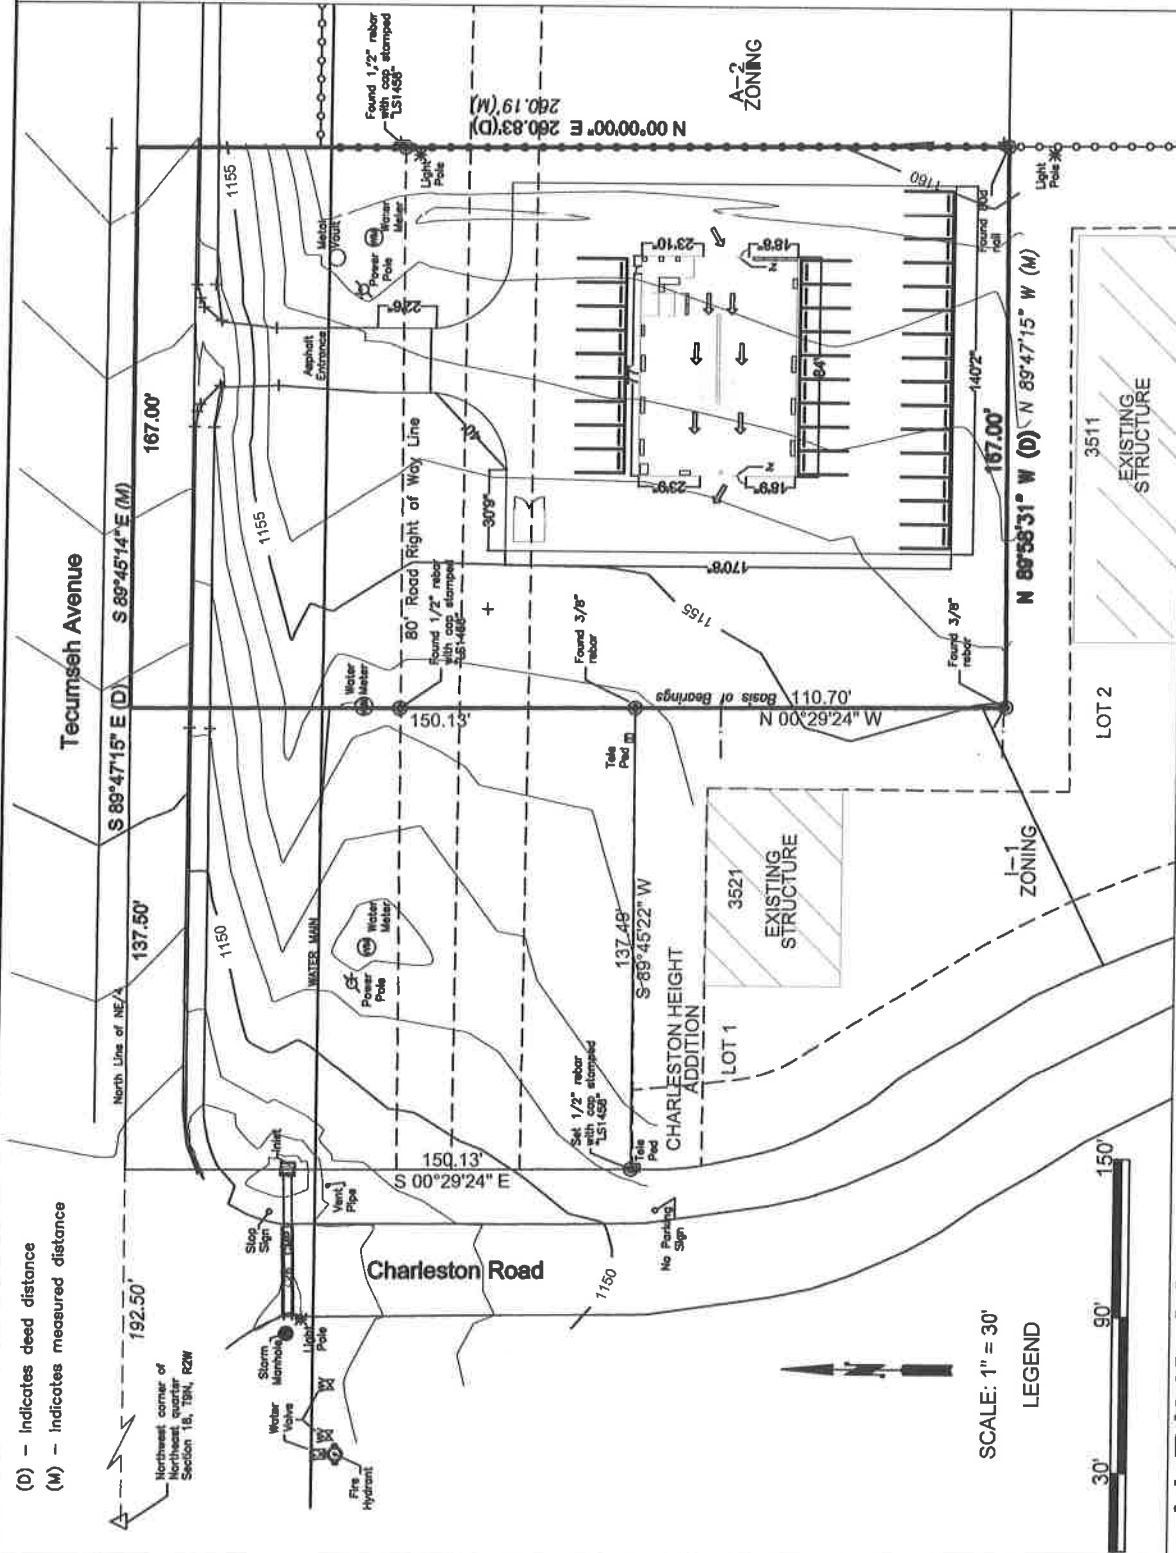 (D) - Indicates deed distance
(M) - Indicates measured distance
Tecumseh Avenue
S 89°47'15" E (D)
S 89°45'14" E (M)
167.00'
137.50'
192.50'
North Line of NE/4
Northwest corner of
Northeast quarter
Section 18, T9N, R2W
1155
1155
1150
WATER MAIN
Found 1/2" rebar
with cap stamped
"LS1458"
N 00°00'00" E 260.83'(D)
260.19'(M)
A-2
ZONING
Light
Pole
Metal
Vault
Water
Meter
Power
Pole
Asphalt
Entrance
22'6"
80' Road Right of Way Line
Found 1/2" rebar
with cap stamped
"LS1458"
Water
Meter
150.13'
30'9"
23'10"
18'8"
84'
23'9"
18'9"
170'8"
140'2"
1160
Found 60d
nail
Light
Pole
1155
Found 3/8"
rebar
Found 3/8"
rebar
Basis of Bearings
110.70'
N 00°29'24" W
167.00'
N 89°58'31" W (D)
N 89°47'15" W (M)
3511
EXISTING
STRUCTURE
LOT 2
Tele
Ped
Water
Meter
Power
Pole
137.49'
S 89°45'22" W
3521
EXISTING
STRUCTURE
I-1
ZONING
CHARLESTON HEIGHT
ADDITION
LOT 1
Set 1/2" rebar
with cap stamped
"LS1458"
Tele
Ped
150.13'
S 00°29'24" E
Inlet
Stop
Sign
Vent
Pipe
No Parking
Sign
Charleston Road
1150
Storm
Manhole
Light
Pole
Water
Valve
WV
WV
Fire
Hydrant
SCALE: 1" = 30'
LEGEND
30'
90'
150'